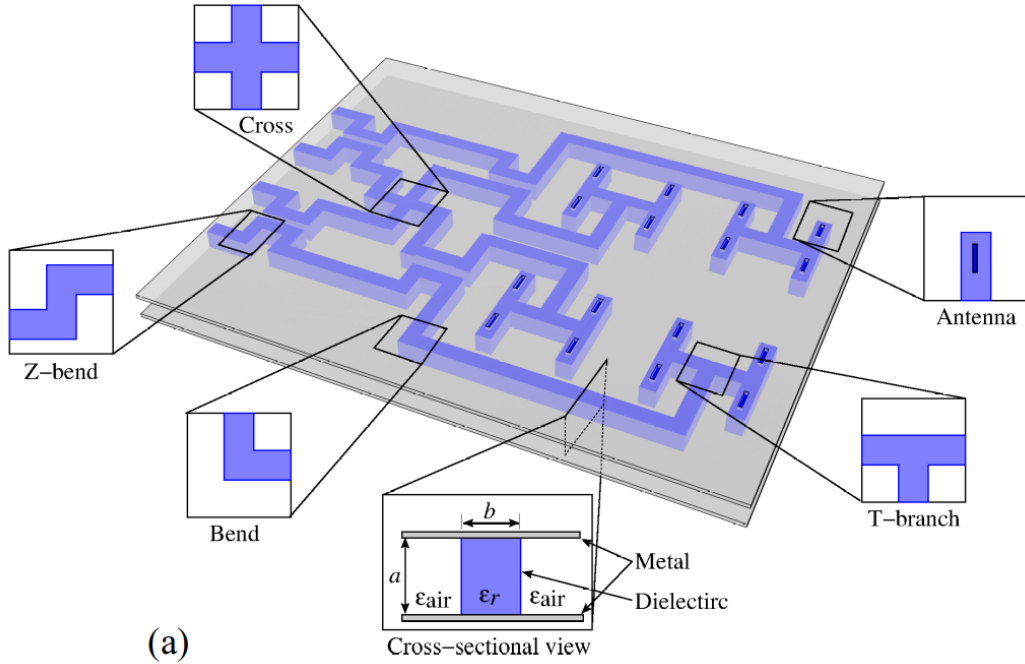 Cross
Z−bend
Antenna
Bend
T−branch
b
a
εair
εr
εair
Metal
Dielectirc
Cross−sectional view
(a)